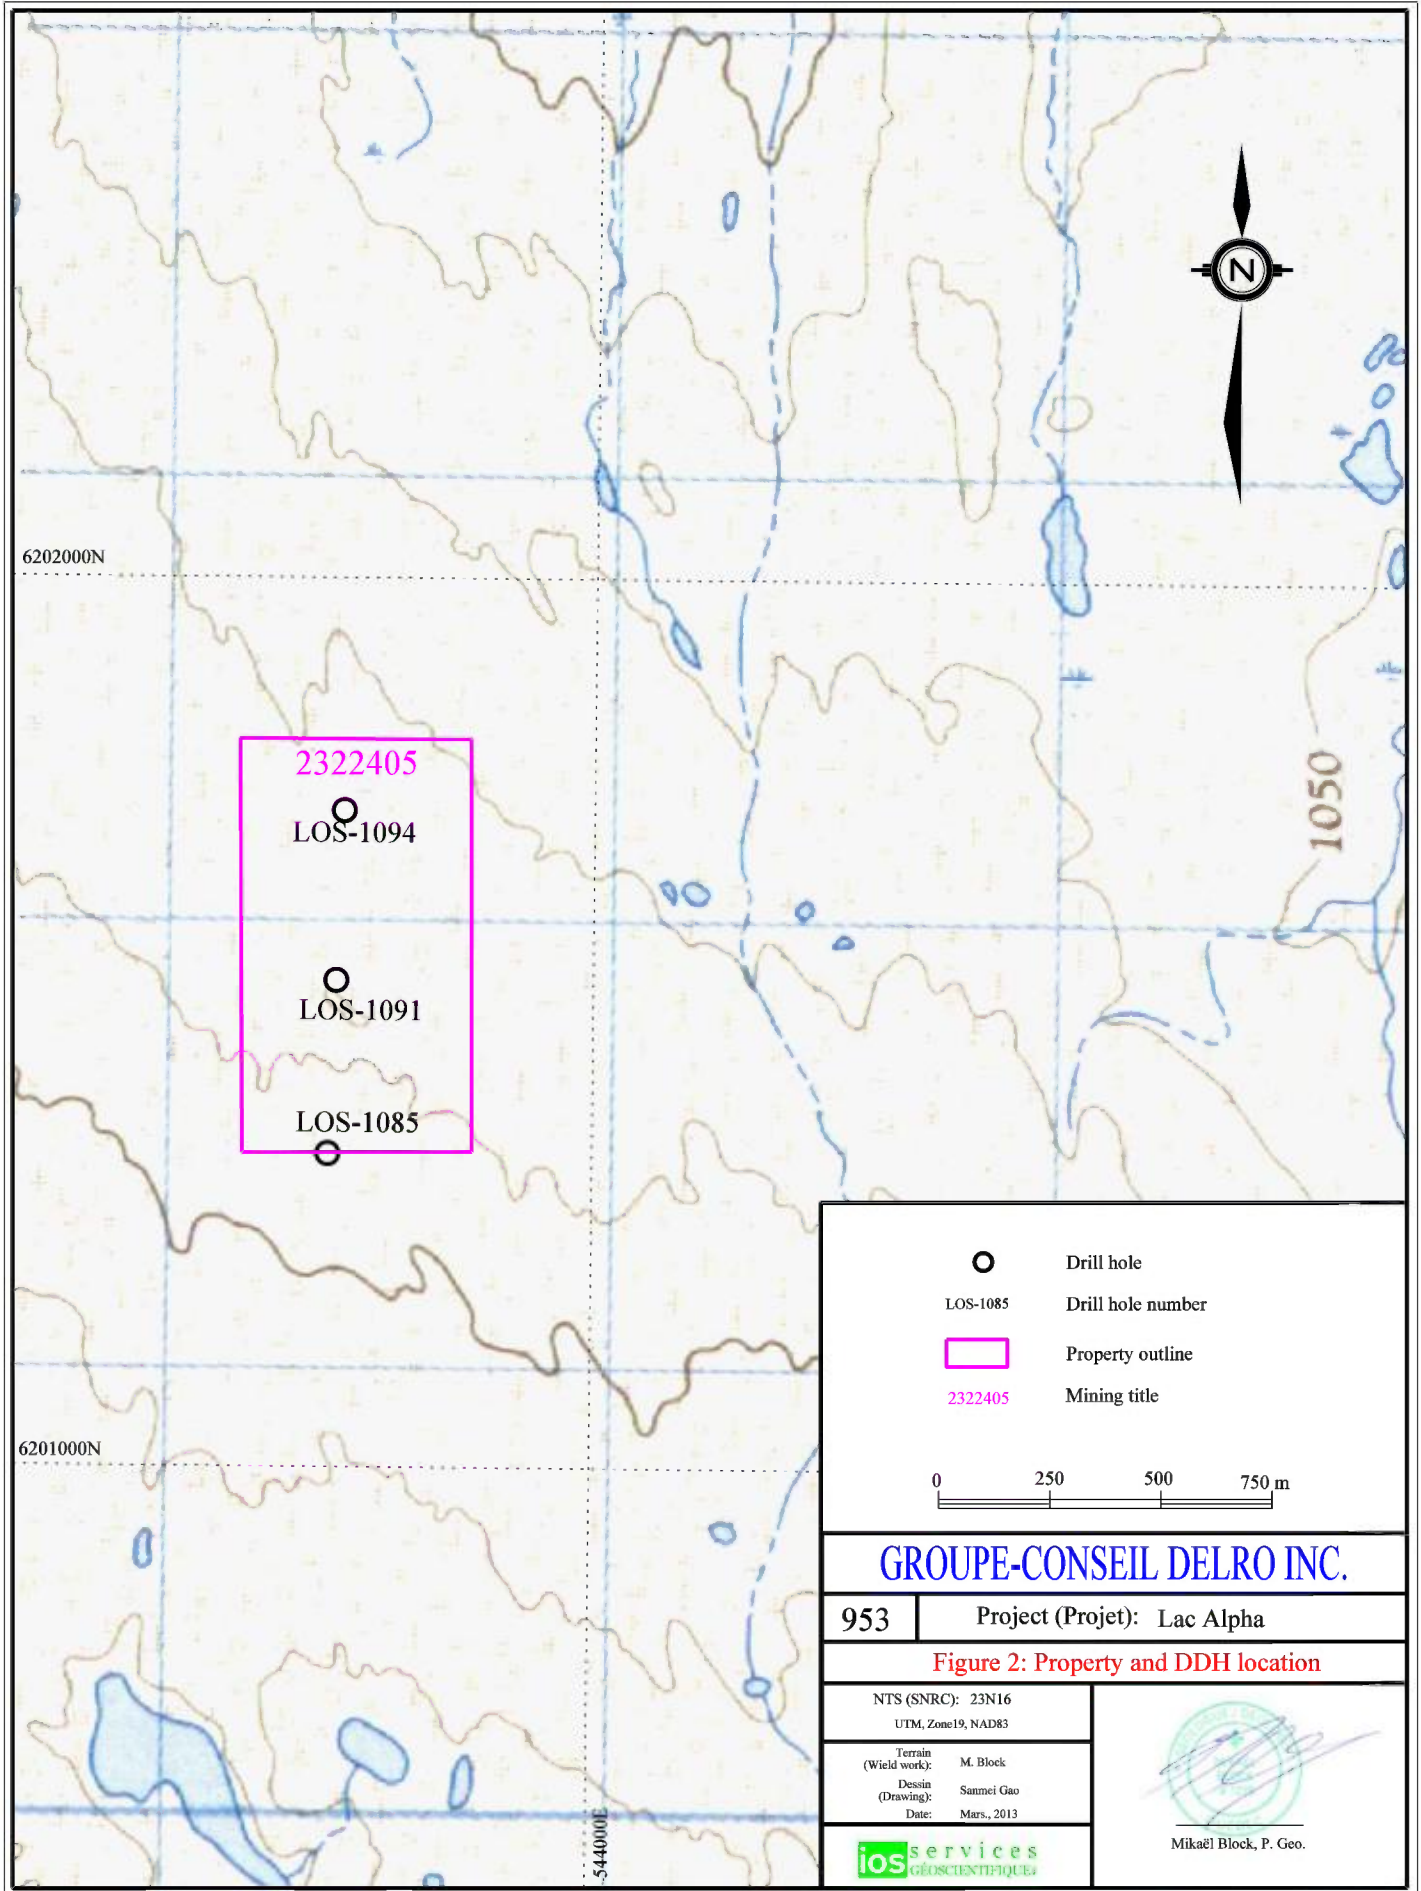 N
6202000N
2322405
LOS-1094
1050
LOS-1091
LOS-1085
Drill hole
LOS-1085 Drill hole number
Property outline
2322405 Mining title
6201000N
0 250 500 750 m
GROUPE-CONSEIL DELRO INC.
953 Project (Projet): Lac Alpha
Figure 2: Property and DDH location
NTS (SNRC): 23N16
UTM, Zone19, NAD83
Terrain
(Wield work): M. Block
Dessin
(Drawing): Sanmei Gao
Date: Mars., 2013
Mikaël Block, P. Geo.
544000E
ios services
GÉOSCIENTIFIQUES